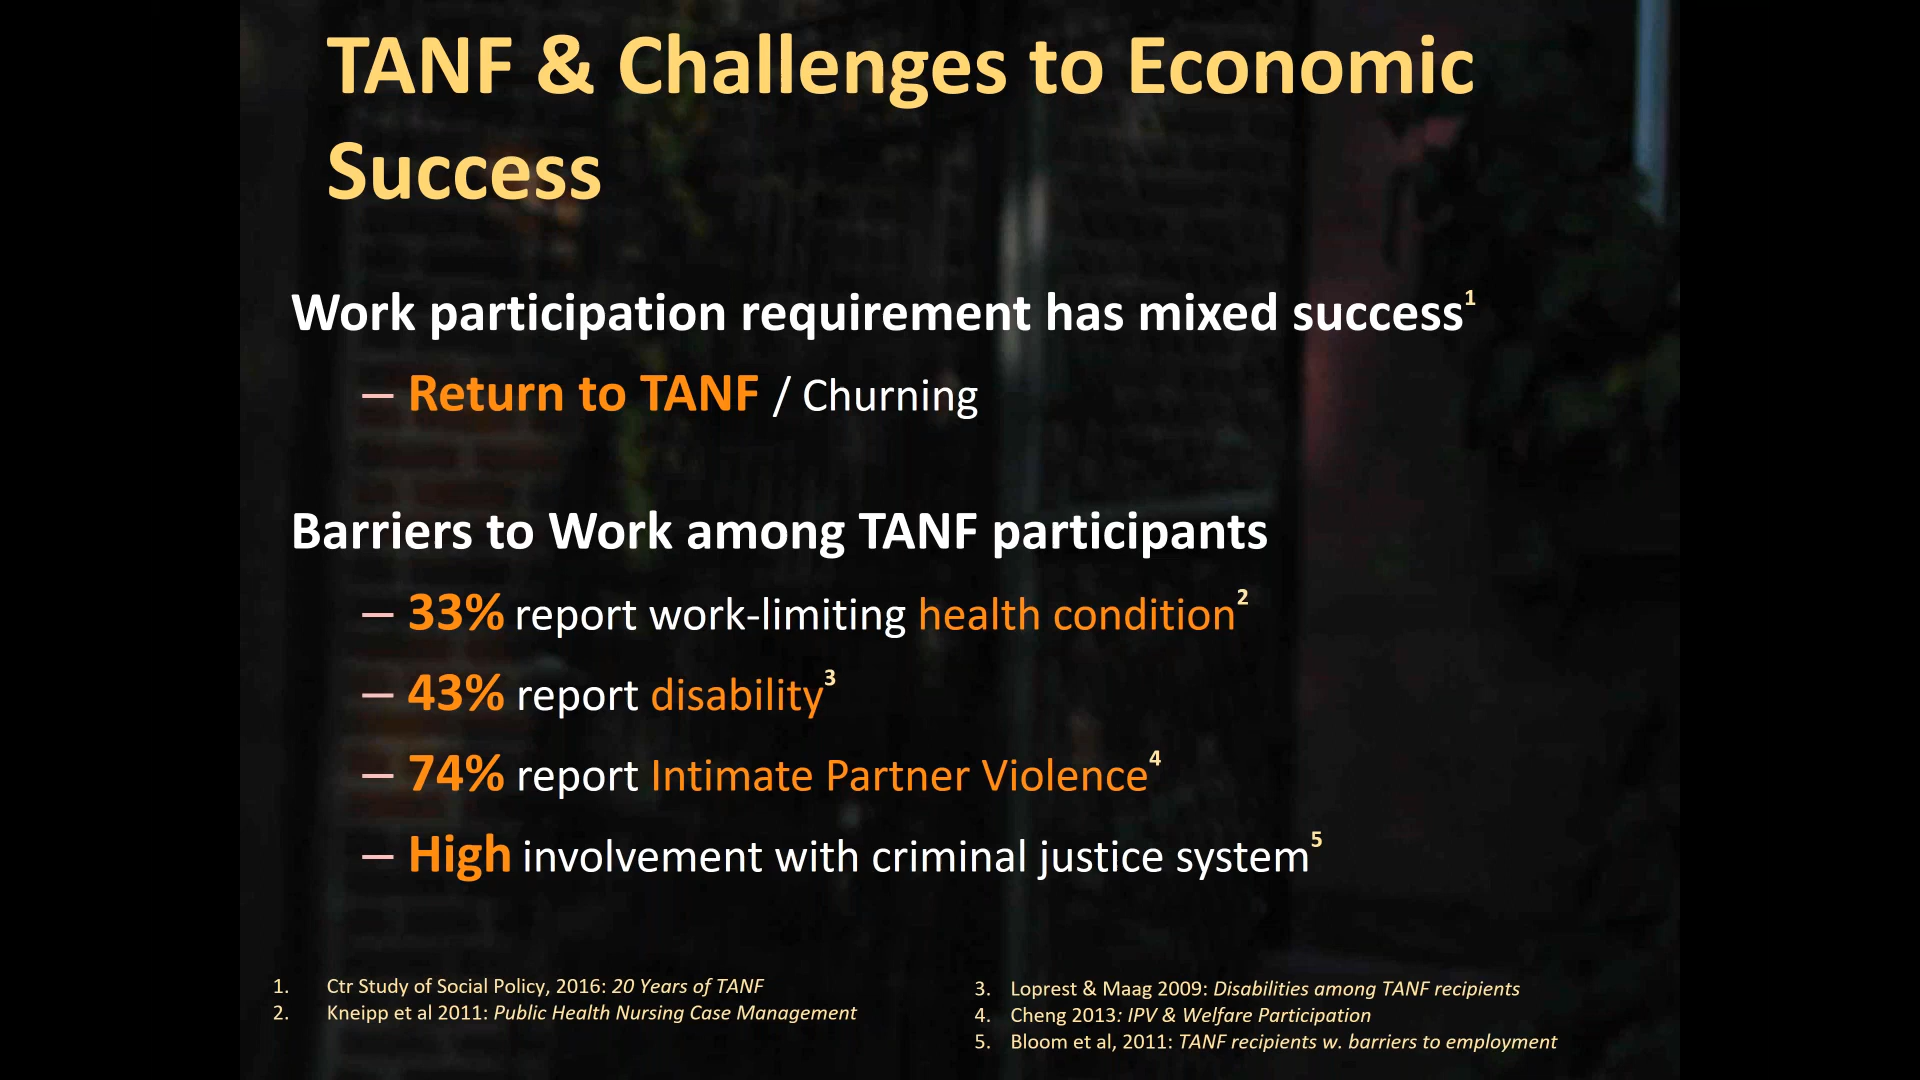 TANF & Challenges to Economic
Success
Work participation requirement has mixed success1
– Return to TANF / Churning
Barriers to Work among TANF participants
– 33% report work-limiting health condition2
– 43% report disability3
– 74% report Intimate Partner Violence4
– High involvement with criminal justice system5
1. Ctr Study of Social Policy, 2016: 20 Years of TANF
2. Kneipp et al 2011: Public Health Nursing Case Management
3. Loprest & Maag 2009: Disabilities among TANF recipients
4. Cheng 2013: IPV & Welfare Participation
5. Bloom et al, 2011: TANF recipients w. barriers to employment